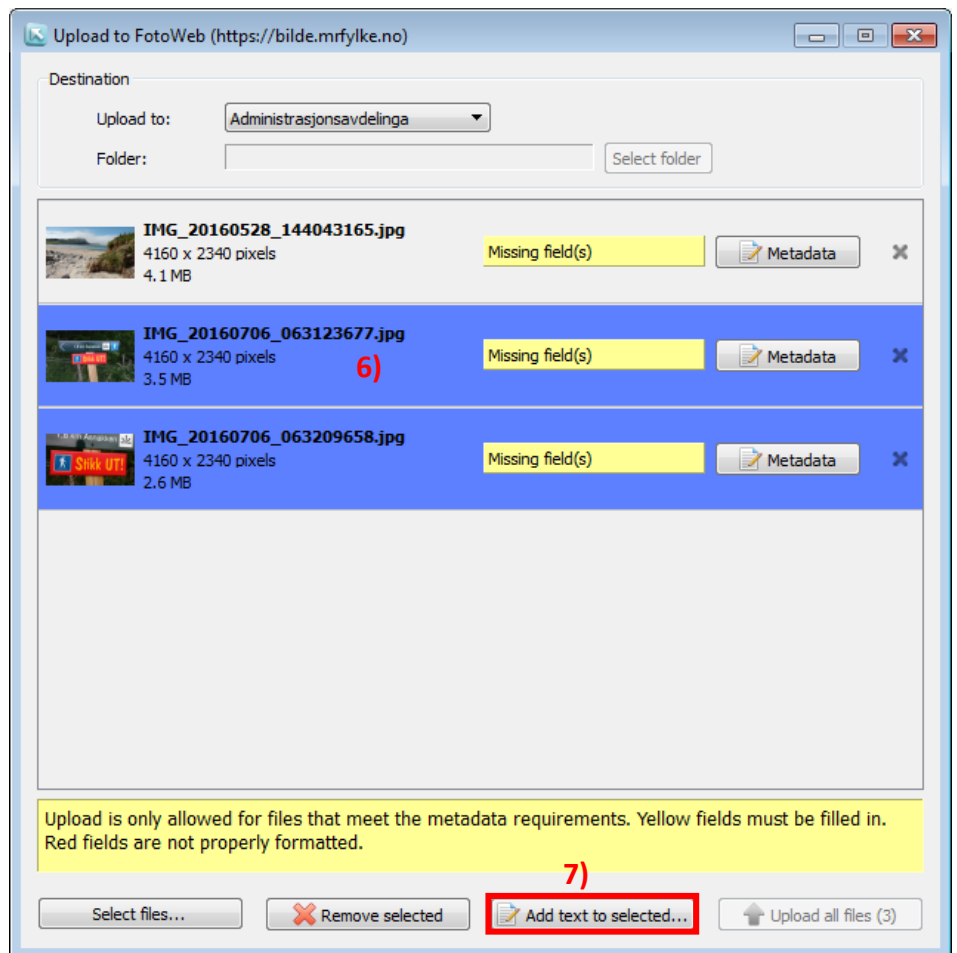 Upload to FotoWeb (https://bilde.mrfylke.no)
Destination
Upload to: Administrasjonsavdelinga
Folder: Select folder
IMG_20160528_144043165.jpg
4160 x 2340 pixels
4.1 MB
Missing field(s) Metadata
IMG_20160706_063123677.jpg
4160 x 2340 pixels
3.5 MB
6)
Missing field(s) Metadata
Stikk UT!
IMG_20160706_063209658.jpg
4160 x 2340 pixels
2.6 MB
Missing field(s) Metadata
Upload is only allowed for files that meet the metadata requirements. Yellow fields must be filled in.
Red fields are not properly formatted.
7)
Select files... Remove selected Add text to selected... Upload all files (3)